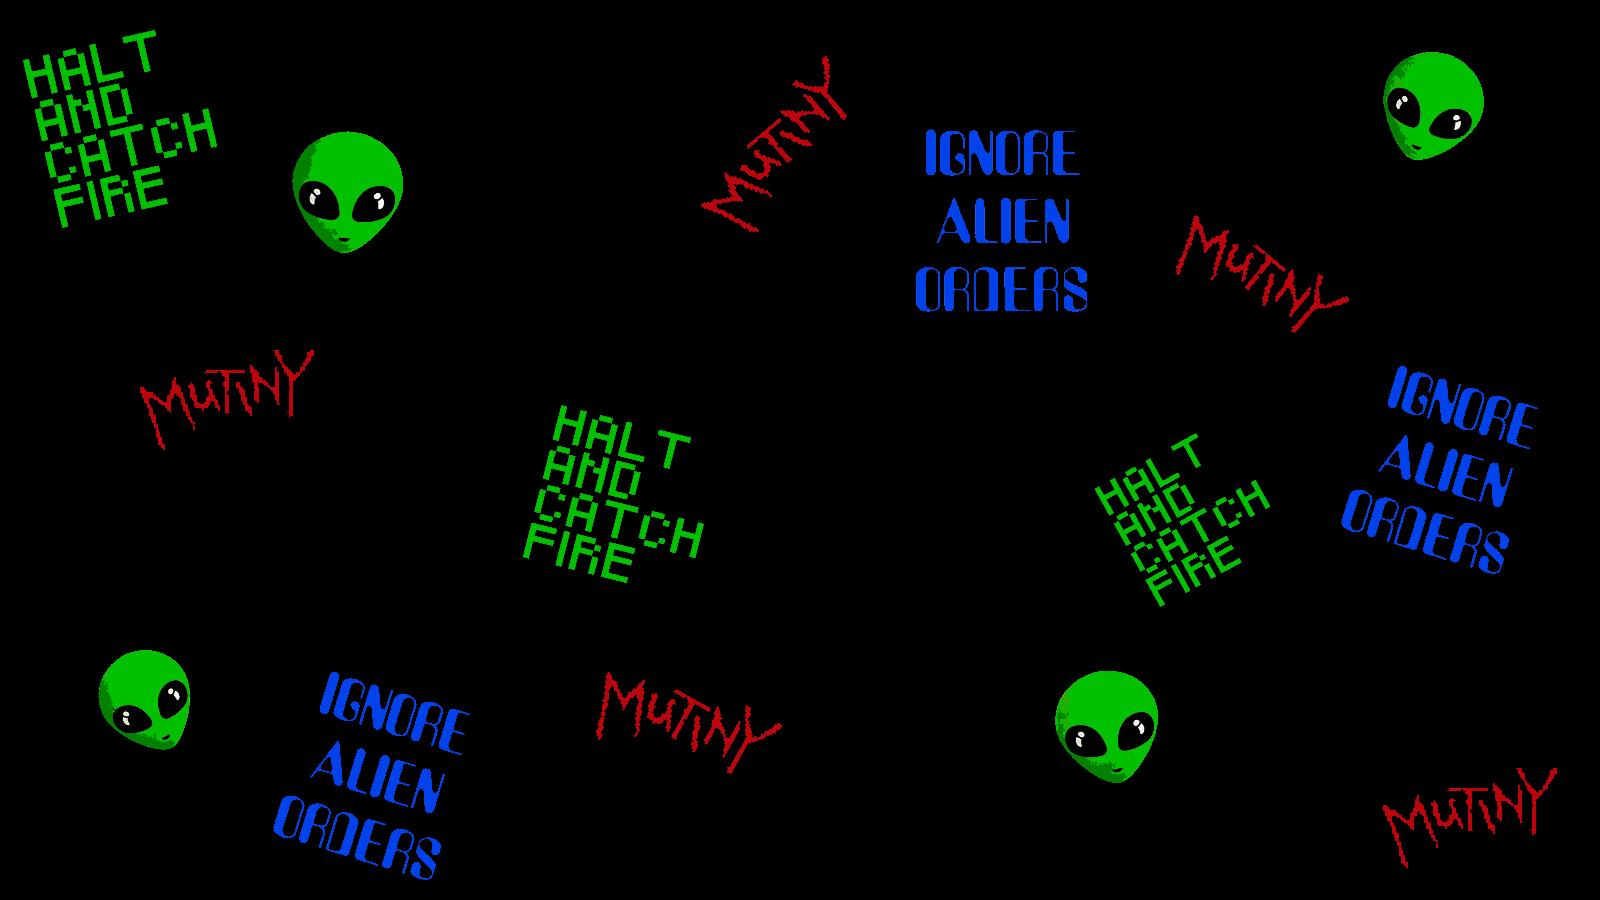 HALT
AND
CATCH
FIRE
MUTINY
IGNORE
ALIEN
ORDERS
MUTINY
MUTINY
HALT
AND
CATCH
FIRE
HALT
AND
CATCH
FIRE
IGNORE
ALIEN
ORDERS
IGNORE
ALIEN
ORDERS
MUTINY
MUTINY